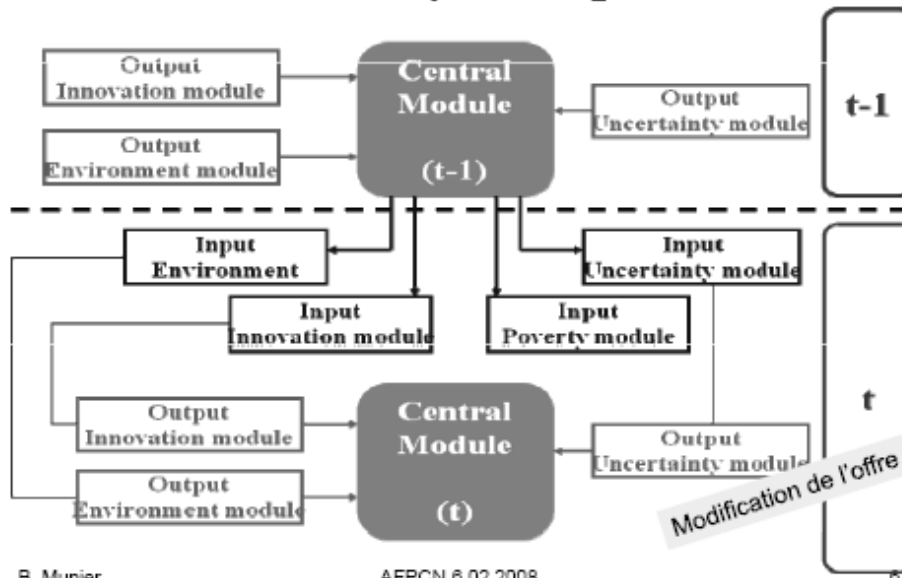 Output
Innovation module
Central
Module
(t-1)
Output
Uncertainty module
t-1
Output
Environment module
Input
Environment
Input
Uncertainty module
Input
Innovation module
Input
Poverty module
t
Output
Innovation module
Central
Module
(t)
Output
Uncertainty module
Output
Environment module
Modification de l'offre
B. Munier
AFPCN 6.02.2008